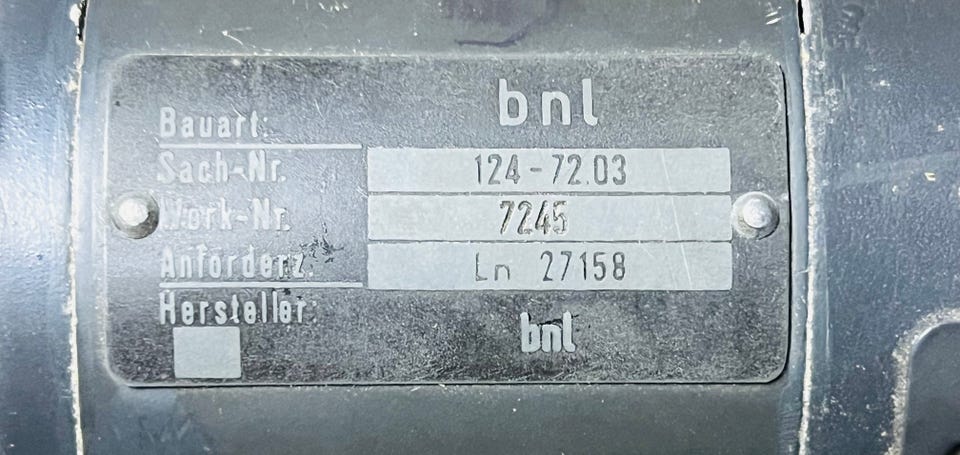 Bauart: bnl
Sach-Nr. 124-72.03
Werk-Nr. 7245
Anforderz. Ln 27158
Hersteller: bnl